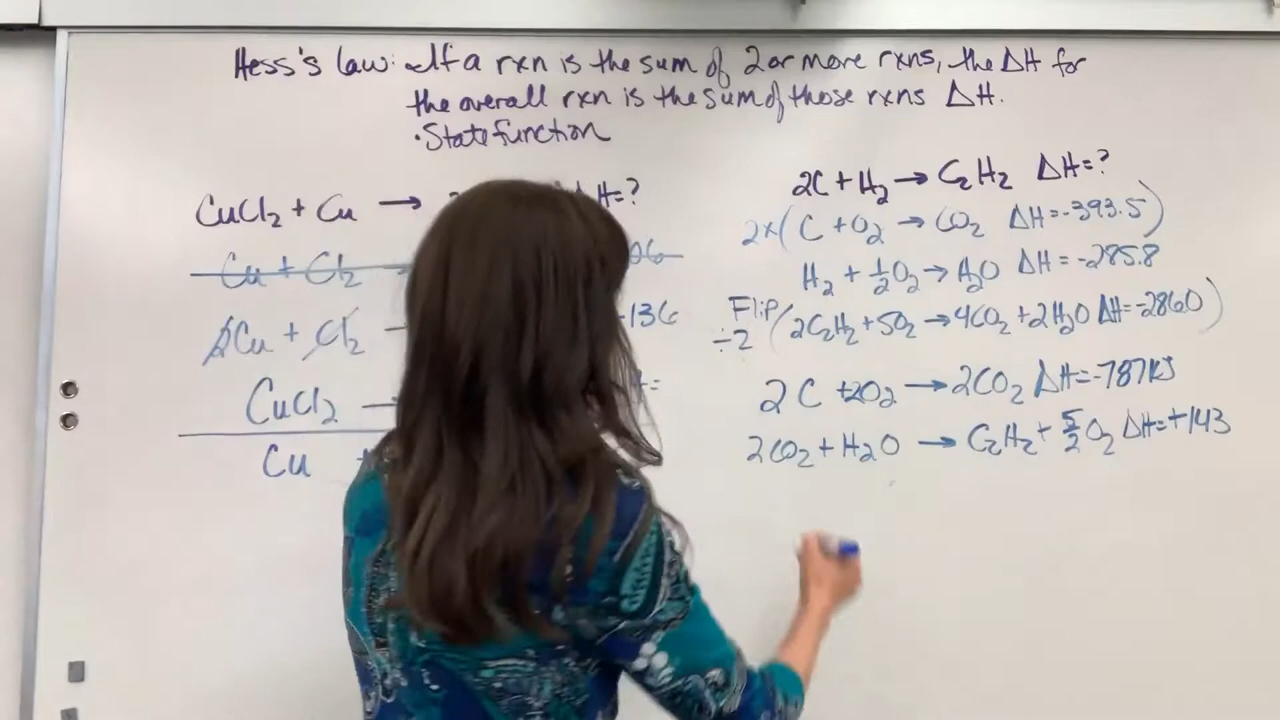 Hess's law: If a rxn is the sum of 2 or more rxns, the ΔH for
the overall rxn is the sum of those rxns ΔH.
• State function
CuCl₂ + Cu → ΔH=?
Cu + Cl₂
2Cu + Cl₂ - -136
CuCl₂ -
Cu
2C + H₂ → C₂H₂ ΔH=?
2×( C + O₂ → CO₂ ΔH=-393.5)
H₂ + ½O₂ → H₂O ΔH = -285.8
Flip ÷2 (2C₂H₂ + 5O₂ → 4CO₂ + 2H₂O ΔH=-2860)
2C + 2O₂ → 2CO₂ ΔH=-787KJ
2CO₂ + H₂O → C₂H₂ + 5/2 O₂ ΔH=+143